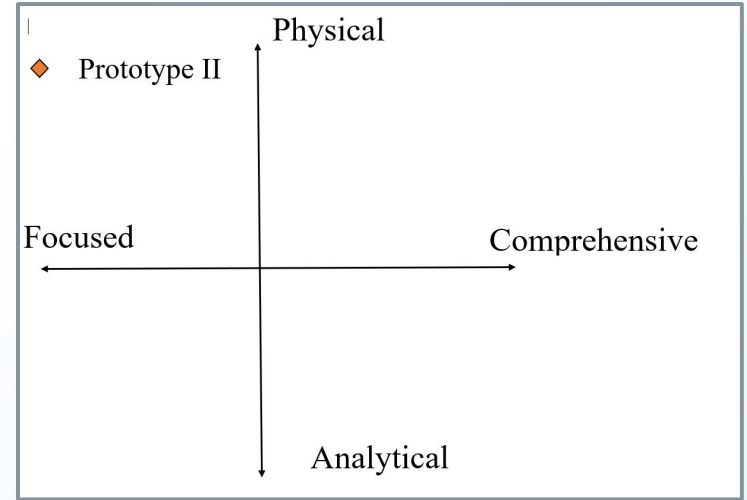 Physical
Prototype II
Focused
Comprehensive
Analytical